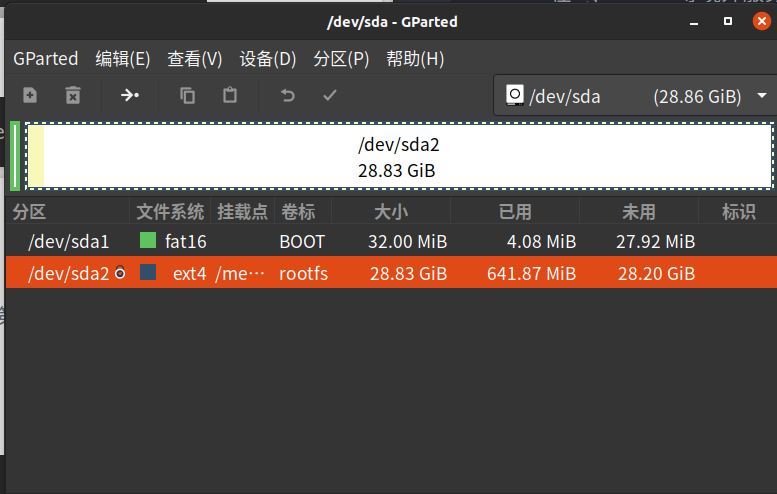 /dev/sda - GParted
GParted 编辑(E) 查看(V) 设备(D) 分区(P) 帮助(H)
/dev/sda (28.86 GiB)
/dev/sda2
28.83 GiB
分区 文件系统 挂载点 卷标 大小 已用 未用 标识
/dev/sda1 fat16 BOOT 32.00 MiB 4.08 MiB 27.92 MiB
/dev/sda2 ext4 /me⋯ rootfs 28.83 GiB 641.87 MiB 28.20 GiB